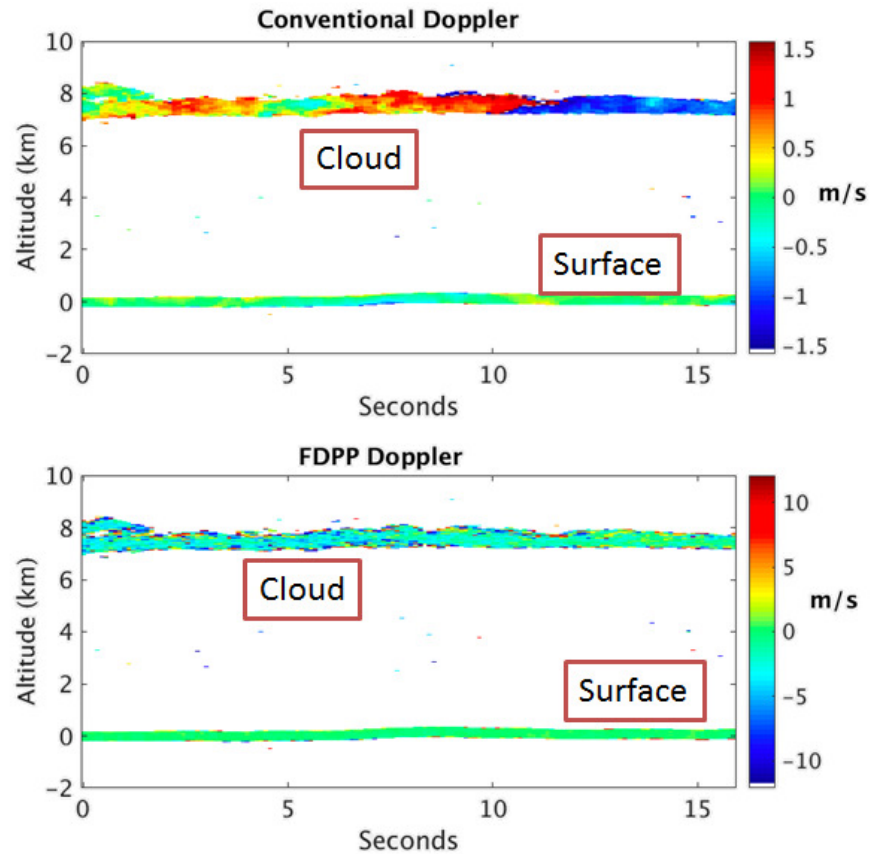 Conventional Doppler
10
8
6
4
2
0
−2
Altitude (km)
Cloud
Surface
0
5
10
15
Seconds
1.5
1
0.5
0
−0.5
−1
−1.5
m/s
FDPP Doppler
10
8
6
4
2
0
−2
Altitude (km)
Cloud
Surface
0
5
10
15
Seconds
10
5
0
−5
−10
m/s